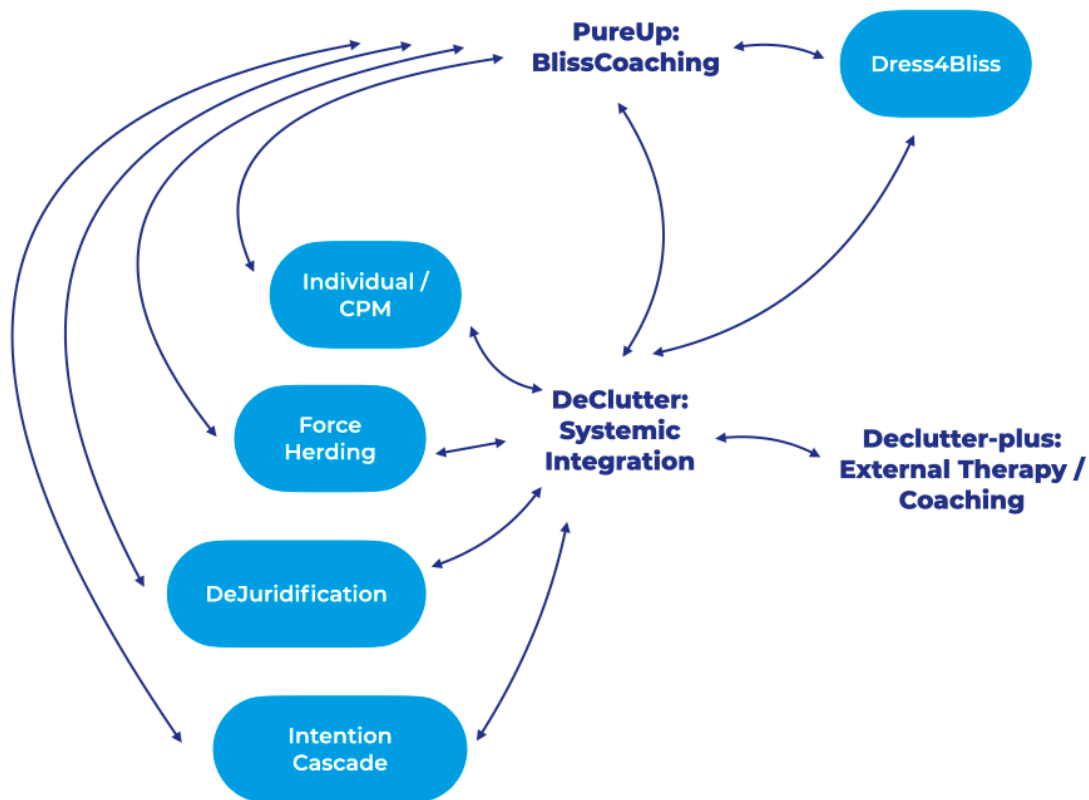 PureUp:
BlissCoaching
Dress4Bliss
Individual /
CPM
Force
Herding
DeClutter:
Systemic
Integration
Declutter-plus:
External Therapy /
Coaching
DeJuridification
Intention
Cascade